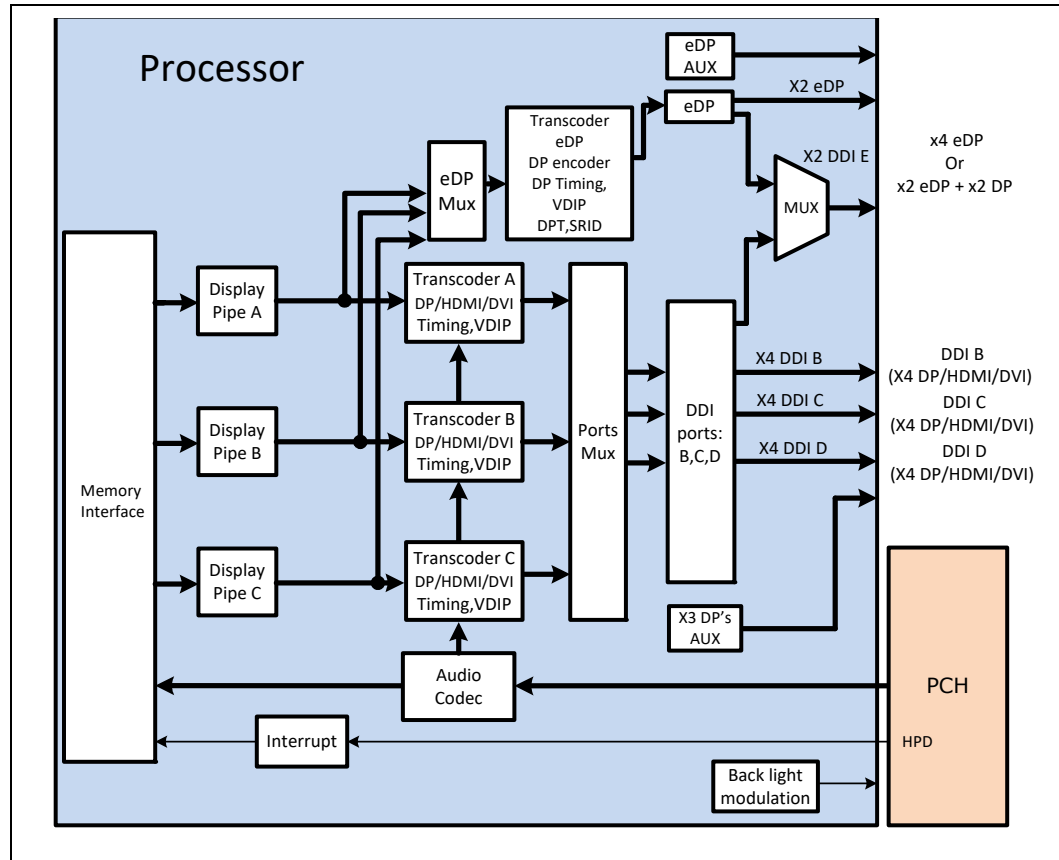 Processor
eDP
AUX
eDP
X2 eDP
Transcoder
eDP
DP encoder
DP Timing,
VDIP
DPT,SRID
eDP
Mux
X2 DDI E
MUX
x4 eDP
Or
x2 eDP + x2 DP
Memory
Interface
Display
Pipe A
Transcoder A
DP/HDMI/DVI
Timing,VDIP
Display
Pipe B
Transcoder B
DP/HDMI/DVI
Timing,VDIP
Display
Pipe C
Transcoder C
DP/HDMI/DVI
Timing,VDIP
Ports
Mux
DDI
ports:
B,C,D
X4 DDI B
X4 DDI C
X4 DDI D
DDI B
(X4 DP/HDMI/DVI)
DDI C
(X4 DP/HDMI/DVI)
DDI D
(X4 DP/HDMI/DVI)
X3 DP’s
AUX
Audio
Codec
PCH
Interrupt
HPD
Back light
modulation